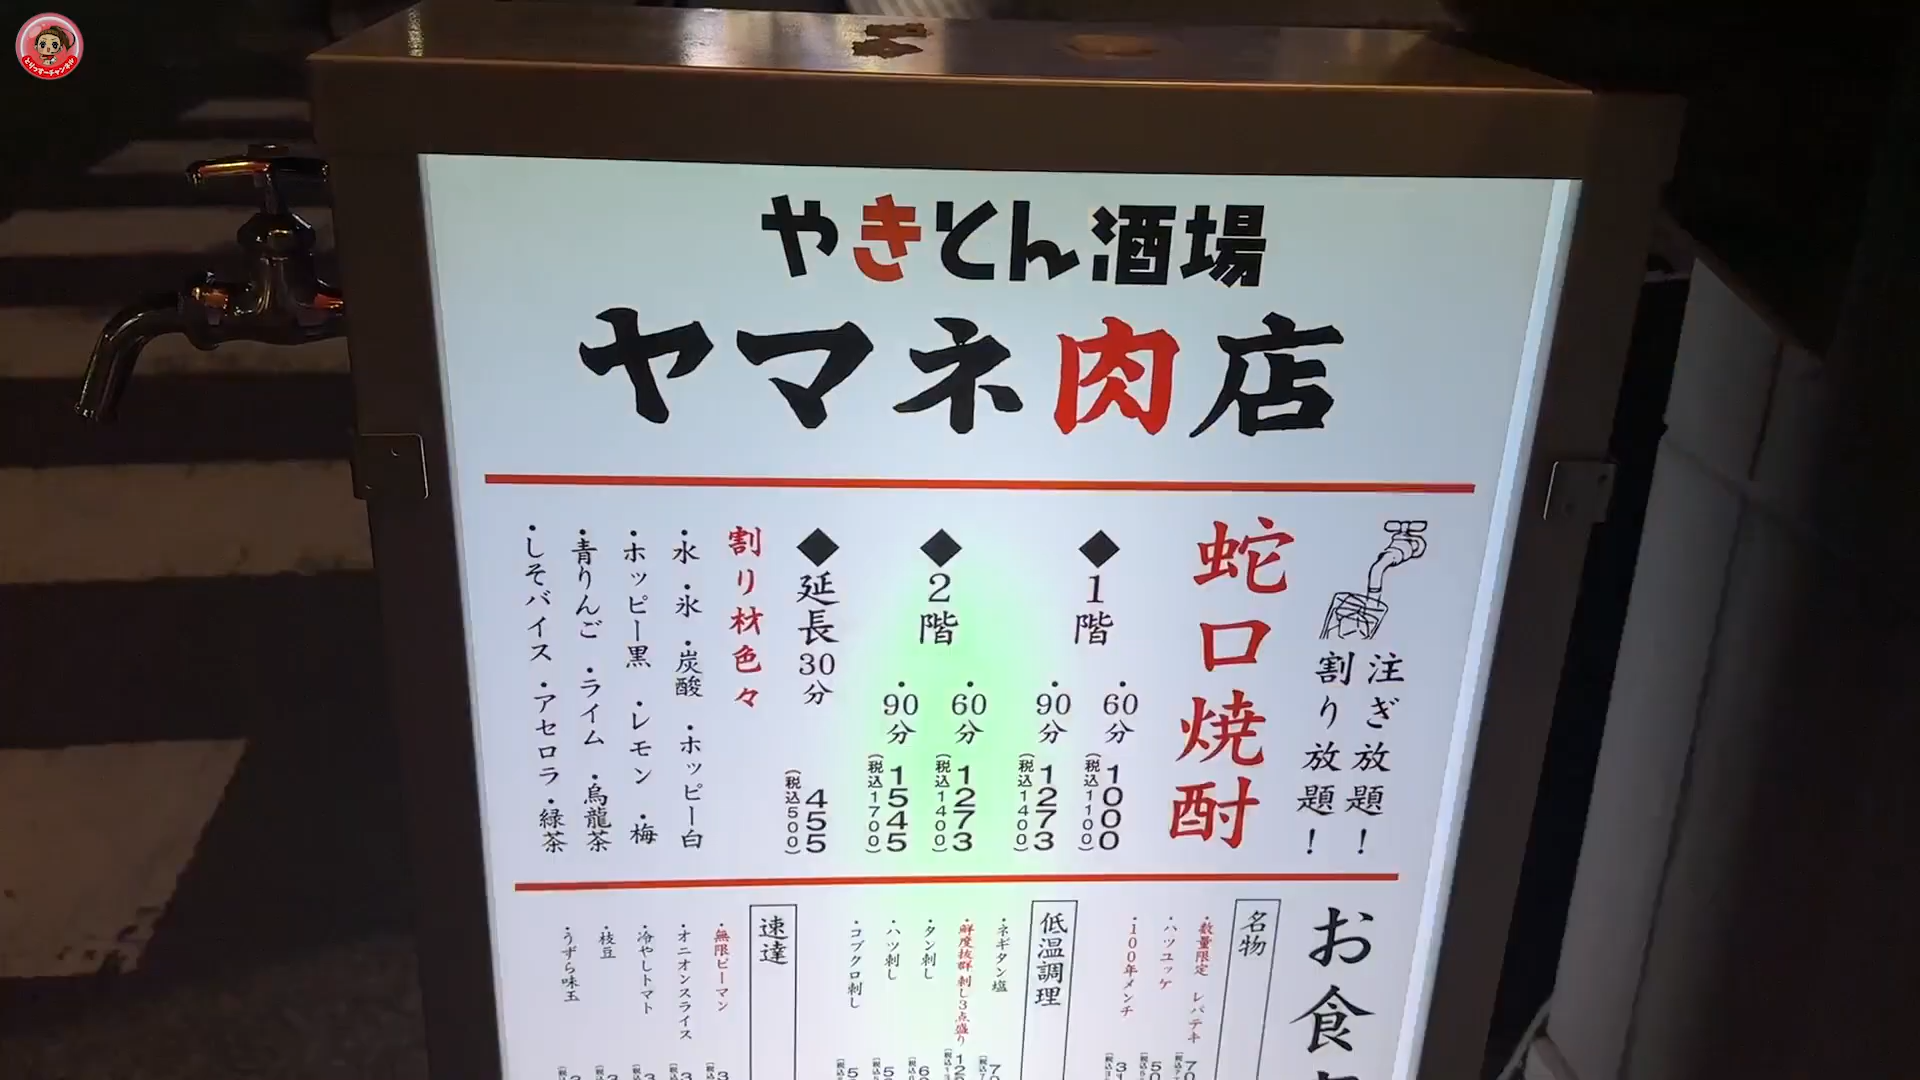 とりっすーチャンネル
やきとん酒場
ヤマネ肉店
注ぎ放題!
割り放題!
蛇口焼酎
◆1階
・60分 1000
(税込1100)
・90分 1273
(税込1400)
◆2階
・60分 1273
(税込1400)
・90分 1545
(税込1700)
◆延長30分 455
(税込500)
割り材色々
・水・氷・炭酸・ホッピー白
・ホッピー黒・レモン・梅
・青りんご・ライム・烏龍茶
・しそバイス・アセロラ・緑茶
お食
名物
・数量限定 レバテキ
・ハツユッケ
・100年メンチ
低温調理
・ネギタン塩
・鮮度抜群 刺し3点盛り
・タン刺し
・ハツ刺し
・コブクロ刺し
速達
・無限ピーマン
・オニオンスライス
・冷やしトマト
・枝豆
・うずら味玉